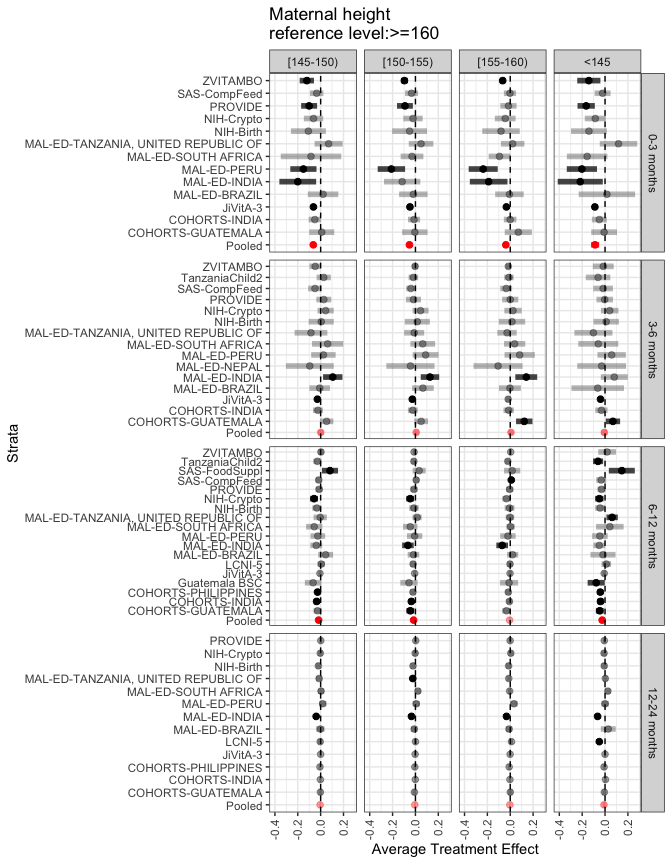 Maternal height
reference level:>=160
[145-150)
[150-155)
[155-160)
<145
Strata
ZVITAMBO
SAS-CompFeed
PROVIDE
NIH-Crypto
NIH-Birth
MAL-ED-TANZANIA, UNITED REPUBLIC OF
MAL-ED-SOUTH AFRICA
MAL-ED-PERU
MAL-ED-INDIA
MAL-ED-BRAZIL
JiVitA-3
COHORTS-INDIA
COHORTS-GUATEMALA
Pooled
0-3 months
ZVITAMBO
TanzaniaChild2
SAS-CompFeed
PROVIDE
NIH-Crypto
NIH-Birth
MAL-ED-TANZANIA, UNITED REPUBLIC OF
MAL-ED-SOUTH AFRICA
MAL-ED-PERU
MAL-ED-NEPAL
MAL-ED-INDIA
MAL-ED-BRAZIL
JiVitA-3
COHORTS-INDIA
COHORTS-GUATEMALA
Pooled
3-6 months
ZVITAMBO
TanzaniaChild2
SAS-FoodSuppl
SAS-CompFeed
PROVIDE
NIH-Crypto
NIH-Birth
MAL-ED-TANZANIA, UNITED REPUBLIC OF
MAL-ED-SOUTH AFRICA
MAL-ED-PERU
MAL-ED-INDIA
MAL-ED-BRAZIL
LCNI-5
JiVitA-3
Guatemala BSC
COHORTS-PHILIPPINES
COHORTS-INDIA
COHORTS-GUATEMALA
Pooled
6-12 months
PROVIDE
NIH-Crypto
NIH-Birth
MAL-ED-TANZANIA, UNITED REPUBLIC OF
MAL-ED-SOUTH AFRICA
MAL-ED-PERU
MAL-ED-INDIA
MAL-ED-BRAZIL
LCNI-5
JiVitA-3
COHORTS-PHILIPPINES
COHORTS-INDIA
COHORTS-GUATEMALA
Pooled
12-24 months
-0.4 -0.2 0.0 0.2
-0.4 -0.2 0.0 0.2
-0.4 -0.2 0.0 0.2
-0.4 -0.2 0.0 0.2
Average Treatment Effect